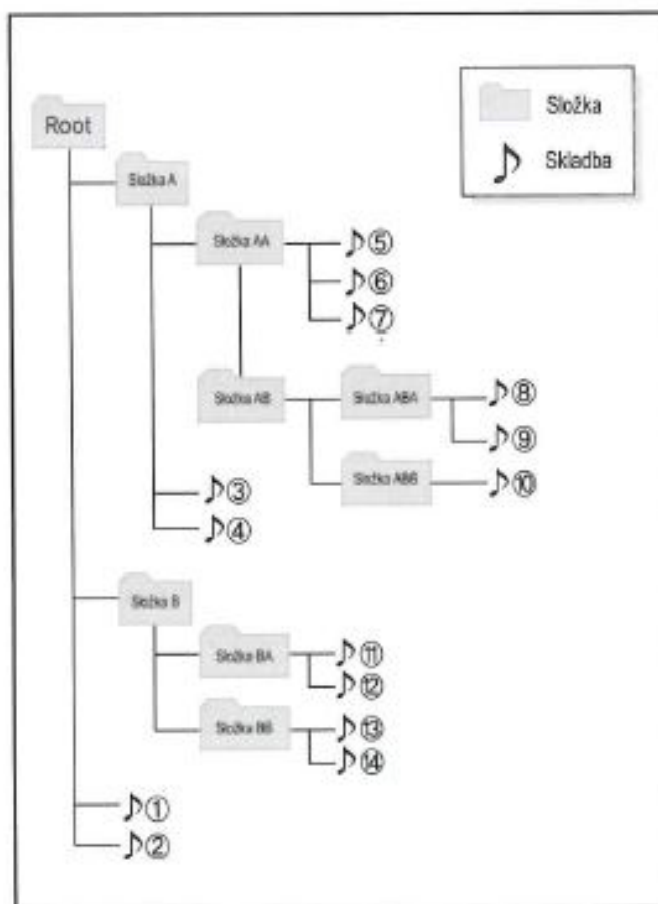 Složka
Root
Skladba
Složka A
Složka AA
⑤
⑥
⑦
Složka AB
Složka ABA
⑧
⑨
Složka ABB
⑩
③
④
Složka B
Složka BA
⑪
⑫
Složka BB
⑬
⑭
①
②